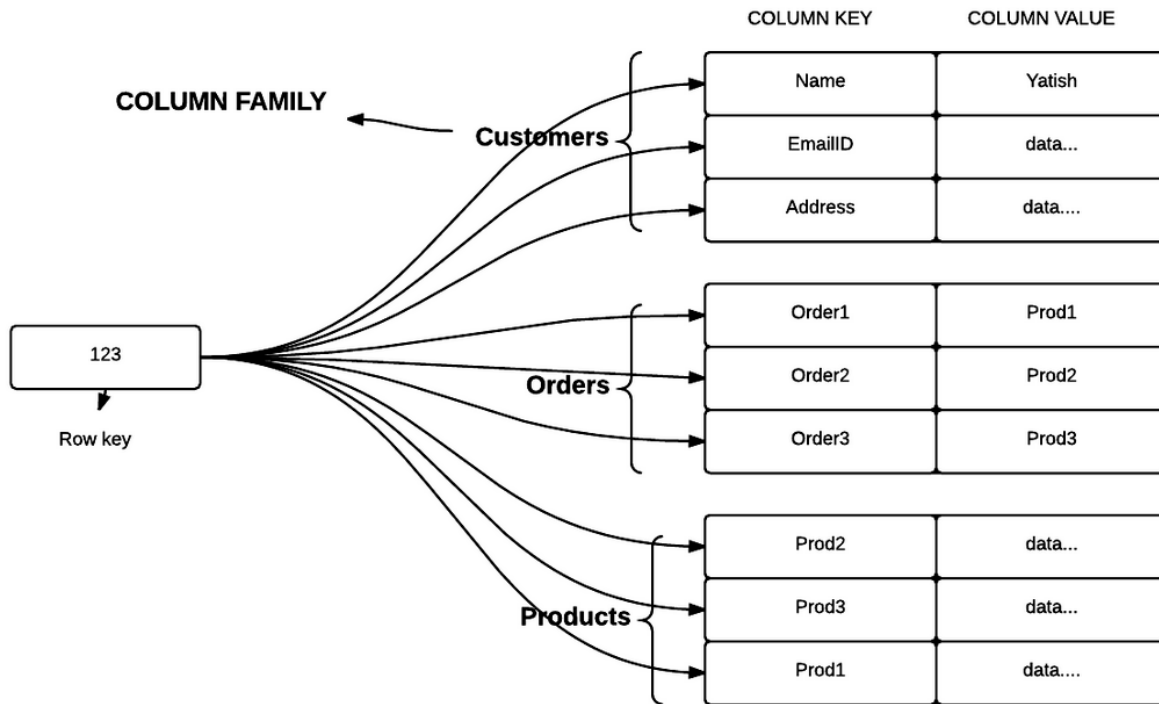 COLUMN KEY COLUMN VALUE
COLUMN FAMILY
Customers
Name Yatish
EmailID data...
Address data....
123
Row key
Orders
Order1 Prod1
Order2 Prod2
Order3 Prod3
Products
Prod2 data...
Prod3 data...
Prod1 data....